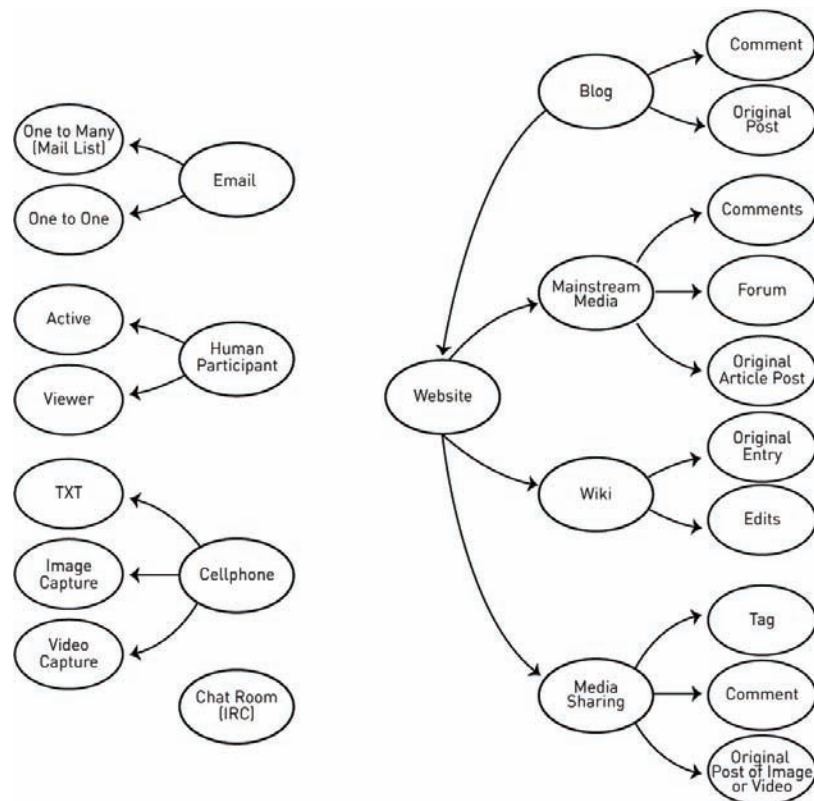 One to Many
(Mail List)
Email
One to One
Active
Human
Participant
Viewer
TXT
Image
Capture
Cellphone
Video
Capture
Chat Room
(IRC)
Comment
Blog
Original
Post
Comments
Mainstream
Media
Forum
Original
Article Post
Website
Original
Entry
Wiki
Edits
Tag
Media
Sharing
Comment
Original
Post of Image
or Video